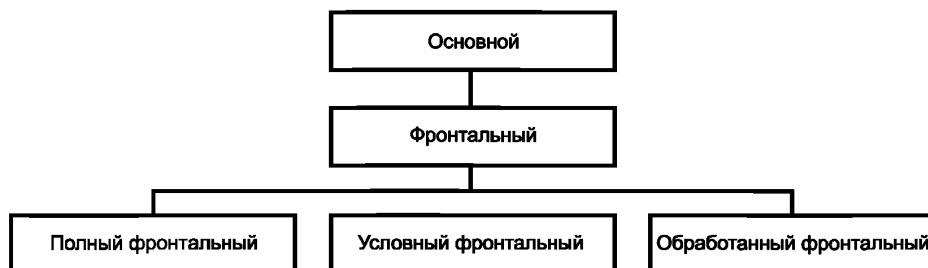 Основной
Фронтальный
Полный фронтальный
Условный фронтальный
Обработанный фронтальный